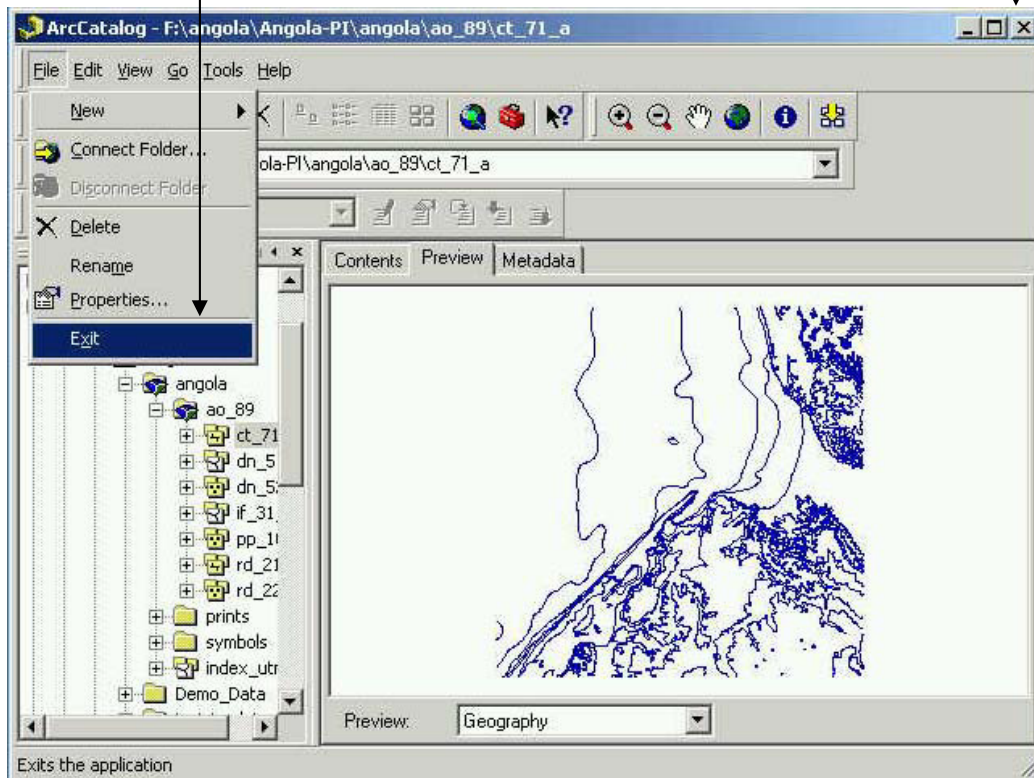 ArcCatalog - F:\angola\Angola-PI\angola\ao_89\ct_71_a
File Edit View Go Tools Help
New
Connect Folder...
ola-PI\angola\ao_89\ct_71_a
Disconnect Folder
Delete
Rename
Properties...
Exit
Contents Preview Metadata
angola
ao_89
ct_71
dn_5
dn_5
if_31
pp_1
rd_21
rd_22
prints
symbols
index_utr
Demo_Data
Preview: Geography
Exits the application